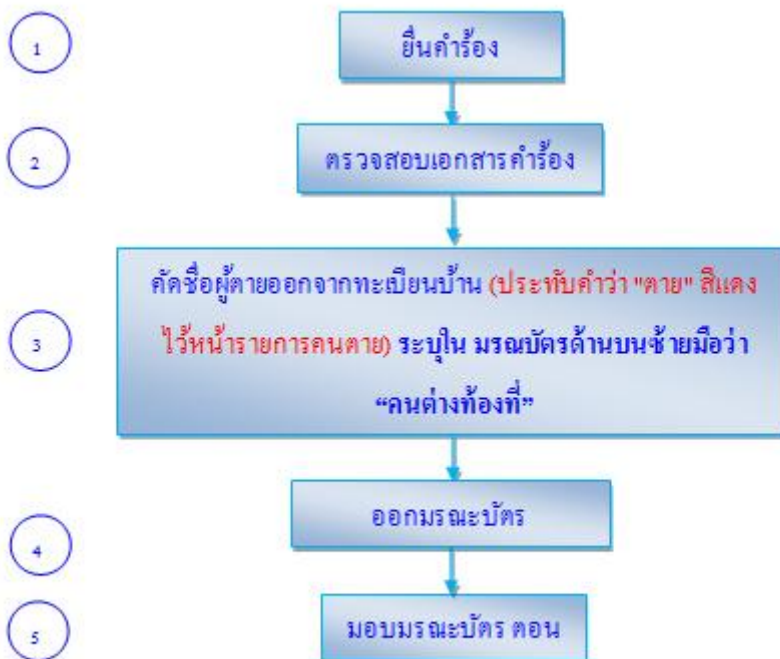 1
ยื่นคำร้อง
2
ตรวจสอบเอกสารคำร้อง
3
คัดชื่อผู้ตายออกจากทะเบียนบ้าน (ประทับคำว่า "ตาย" สีแดง
ไว้หน้ารายการคนตาย) ระบุใน มรณบัตรด้านบนซ้ายมือว่า
“คนต่างท้องที่”
4
ออกมรณะบัตร
5
มอบมรณะบัตร ตอน